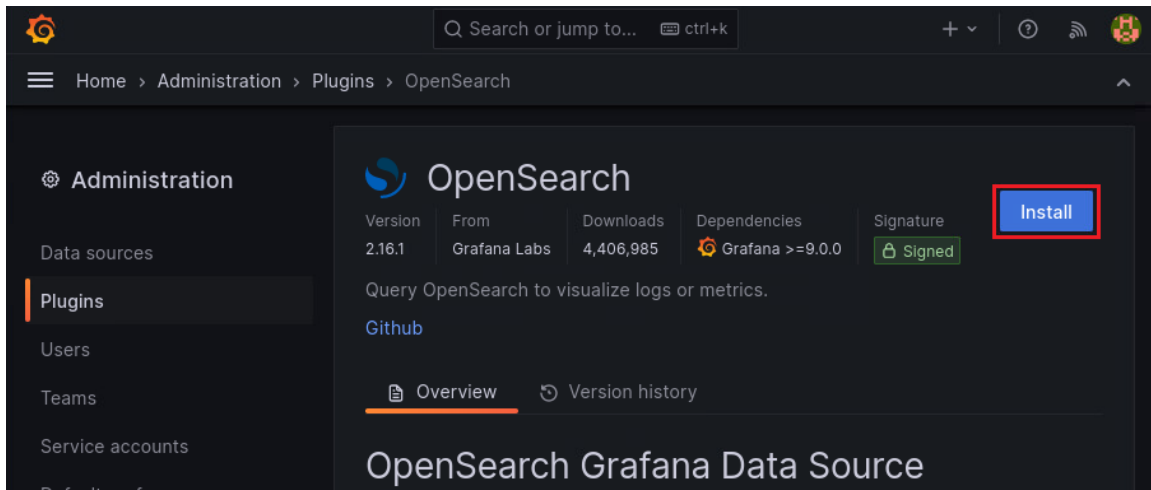 Search or jump to... ctrl+k
Home › Administration › Plugins › OpenSearch
Administration
Data sources
Plugins
Users
Teams
Service accounts
OpenSearch
Version From Downloads Dependencies Signature
2.16.1 Grafana Labs 4,406,985 Grafana >=9.0.0 Signed
Install
Query OpenSearch to visualize logs or metrics.
Github
Overview Version history
OpenSearch Grafana Data Source